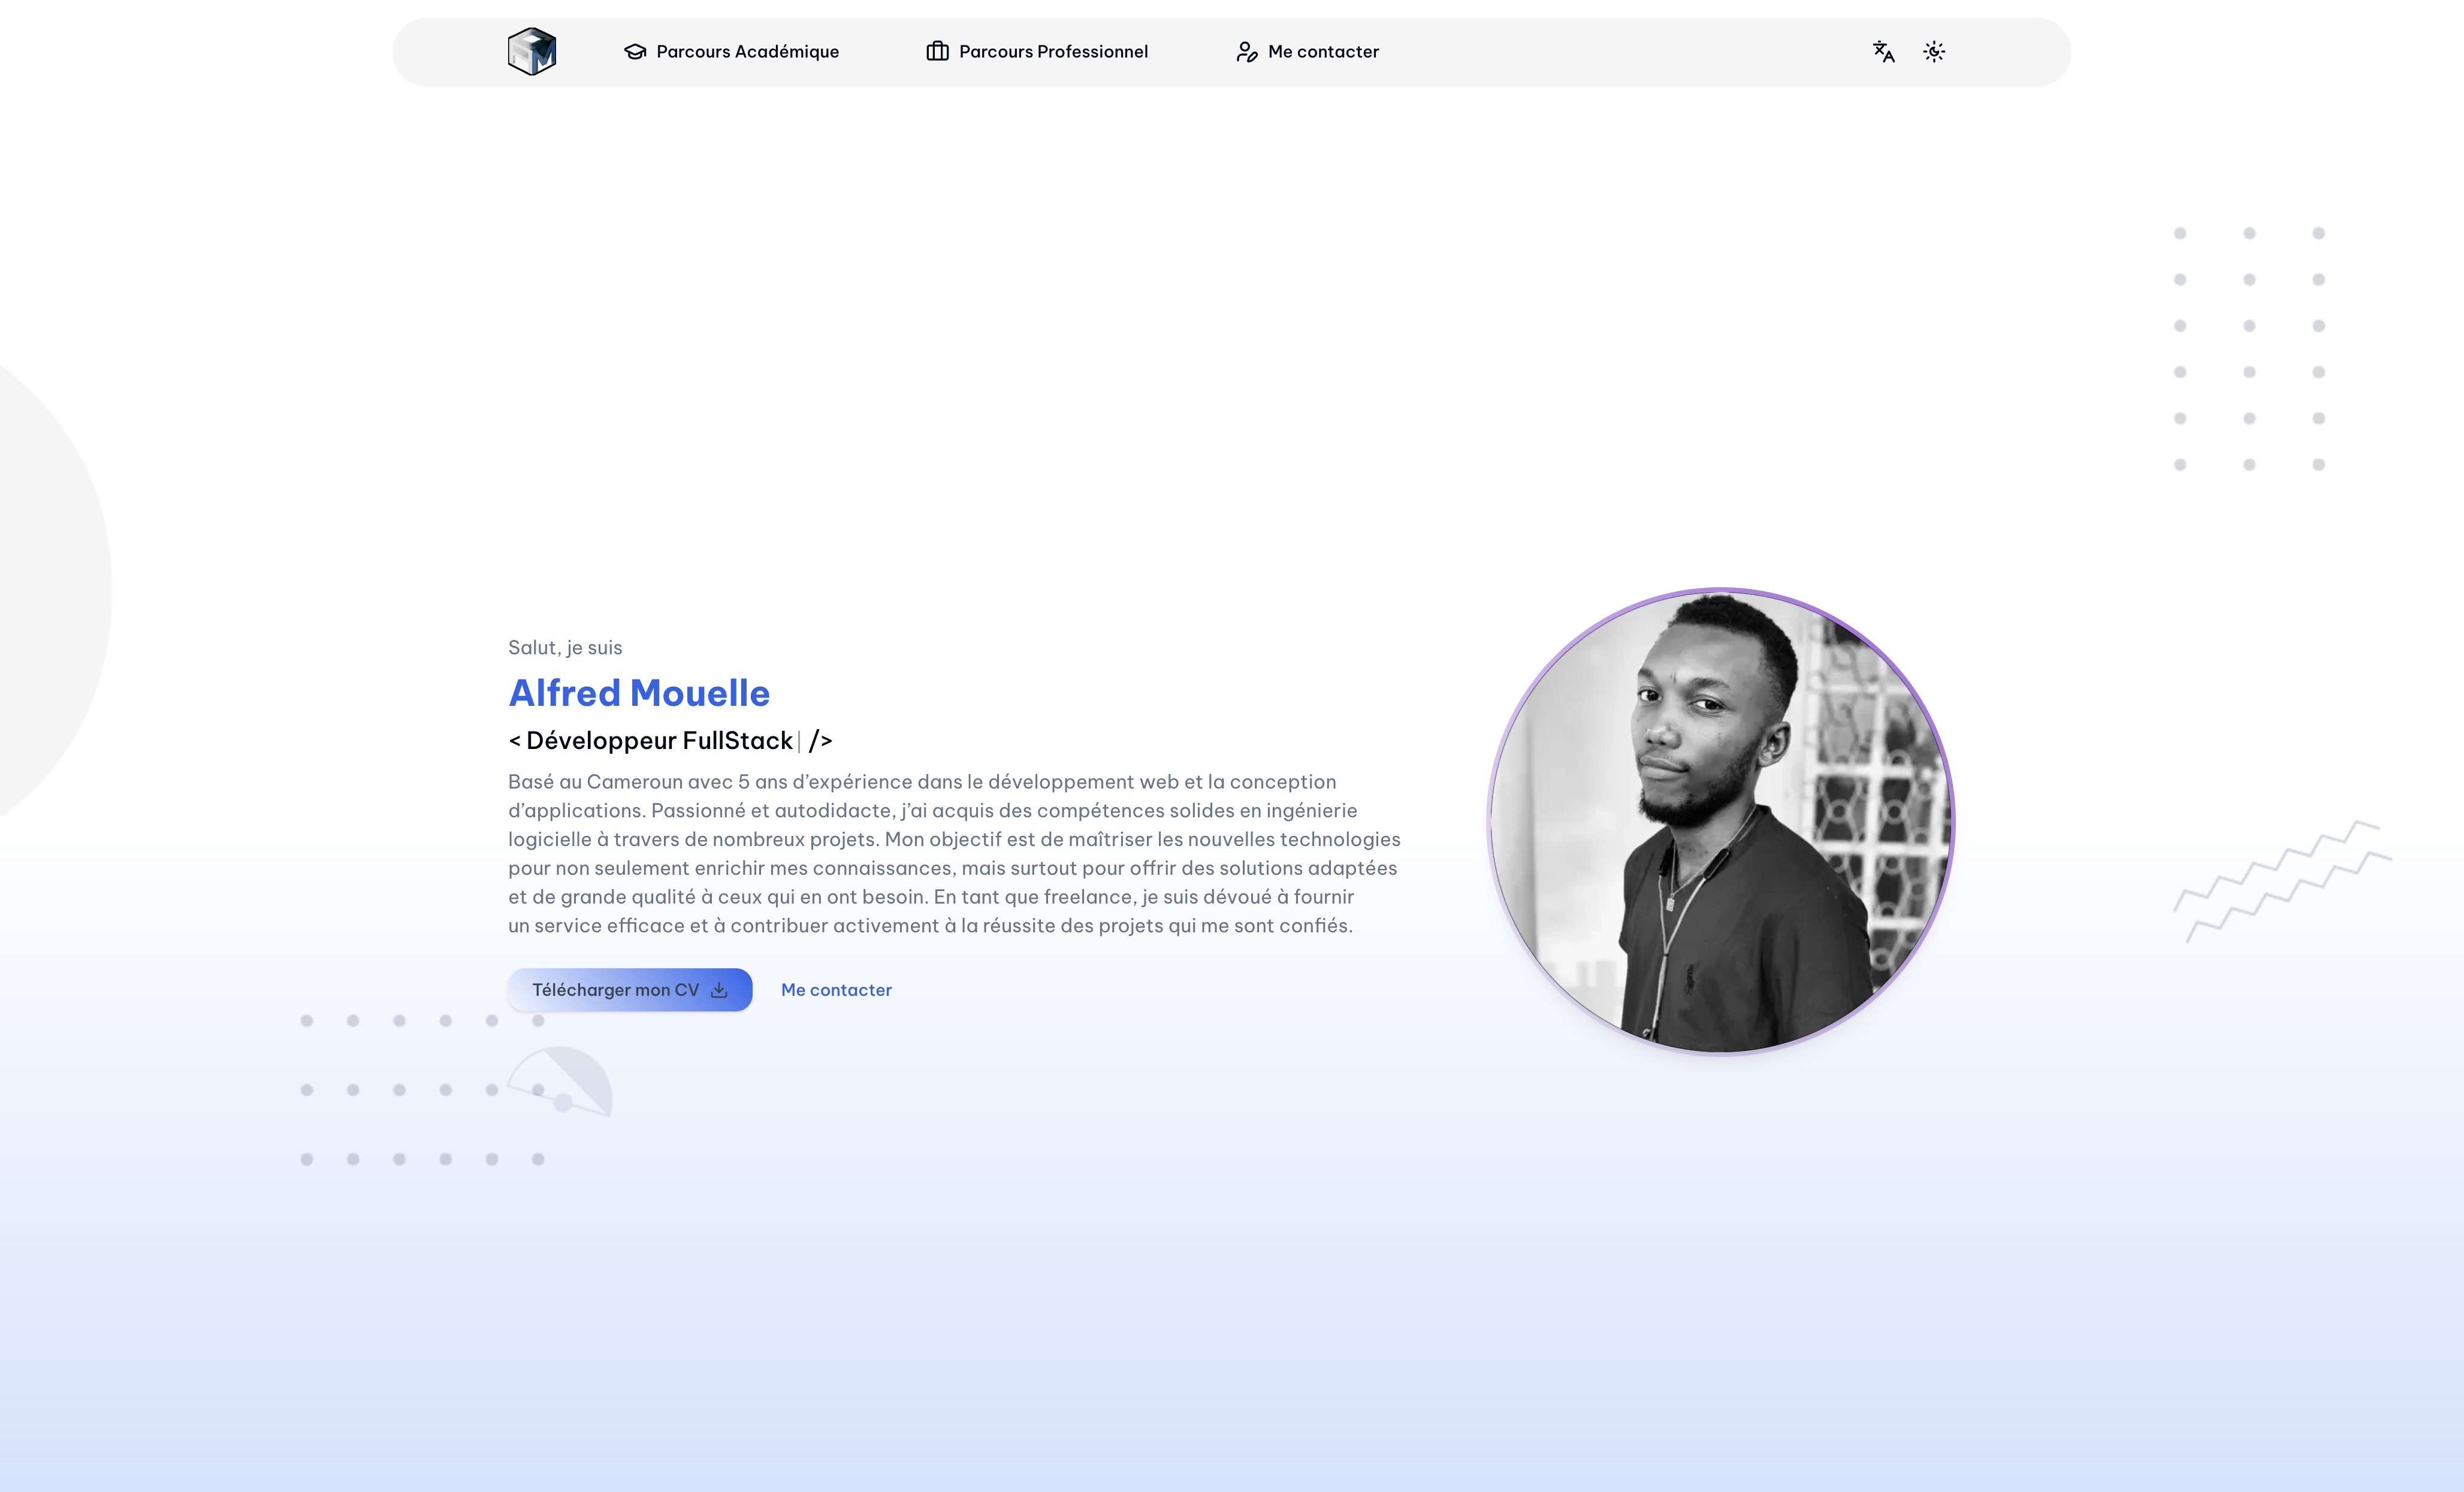 AM
Parcours Académique
Parcours Professionnel
Me contacter
Salut, je suis
Alfred Mouelle
< Développeur FullStack| />
Basé au Cameroun avec 5 ans d’expérience dans le développement web et la conception
d’applications. Passionné et autodidacte, j’ai acquis des compétences solides en ingénierie
logicielle à travers de nombreux projets. Mon objectif est de maîtriser les nouvelles technologies
pour non seulement enrichir mes connaissances, mais surtout pour offrir des solutions adaptées
et de grande qualité à ceux qui en ont besoin. En tant que freelance, je suis dévoué à fournir
un service efficace et à contribuer activement à la réussite des projets qui me sont confiés.
Télécharger mon CV
Me contacter